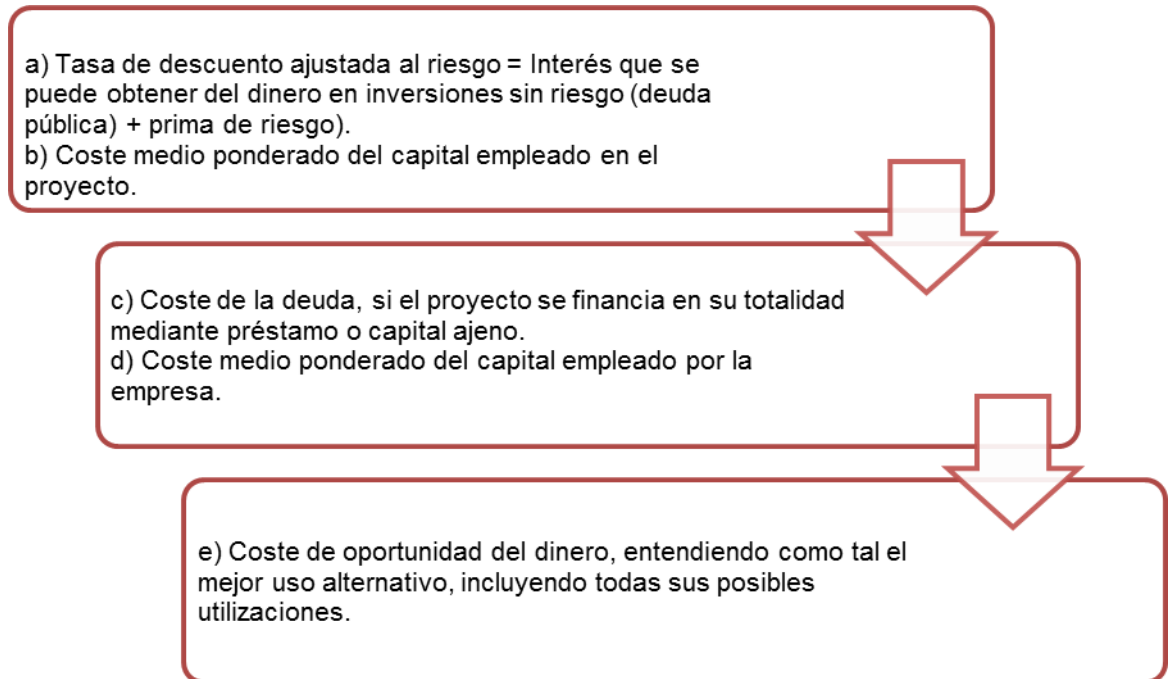 a) Tasa de descuento ajustada al riesgo = Interés que se
puede obtener del dinero en inversiones sin riesgo (deuda
pública) + prima de riesgo).
b) Coste medio ponderado del capital empleado en el
proyecto.
c) Coste de la deuda, si el proyecto se financia en su totalidad
mediante préstamo o capital ajeno.
d) Coste medio ponderado del capital empleado por la
empresa.
e) Coste de oportunidad del dinero, entendiendo como tal el
mejor uso alternativo, incluyendo todas sus posibles
utilizaciones.